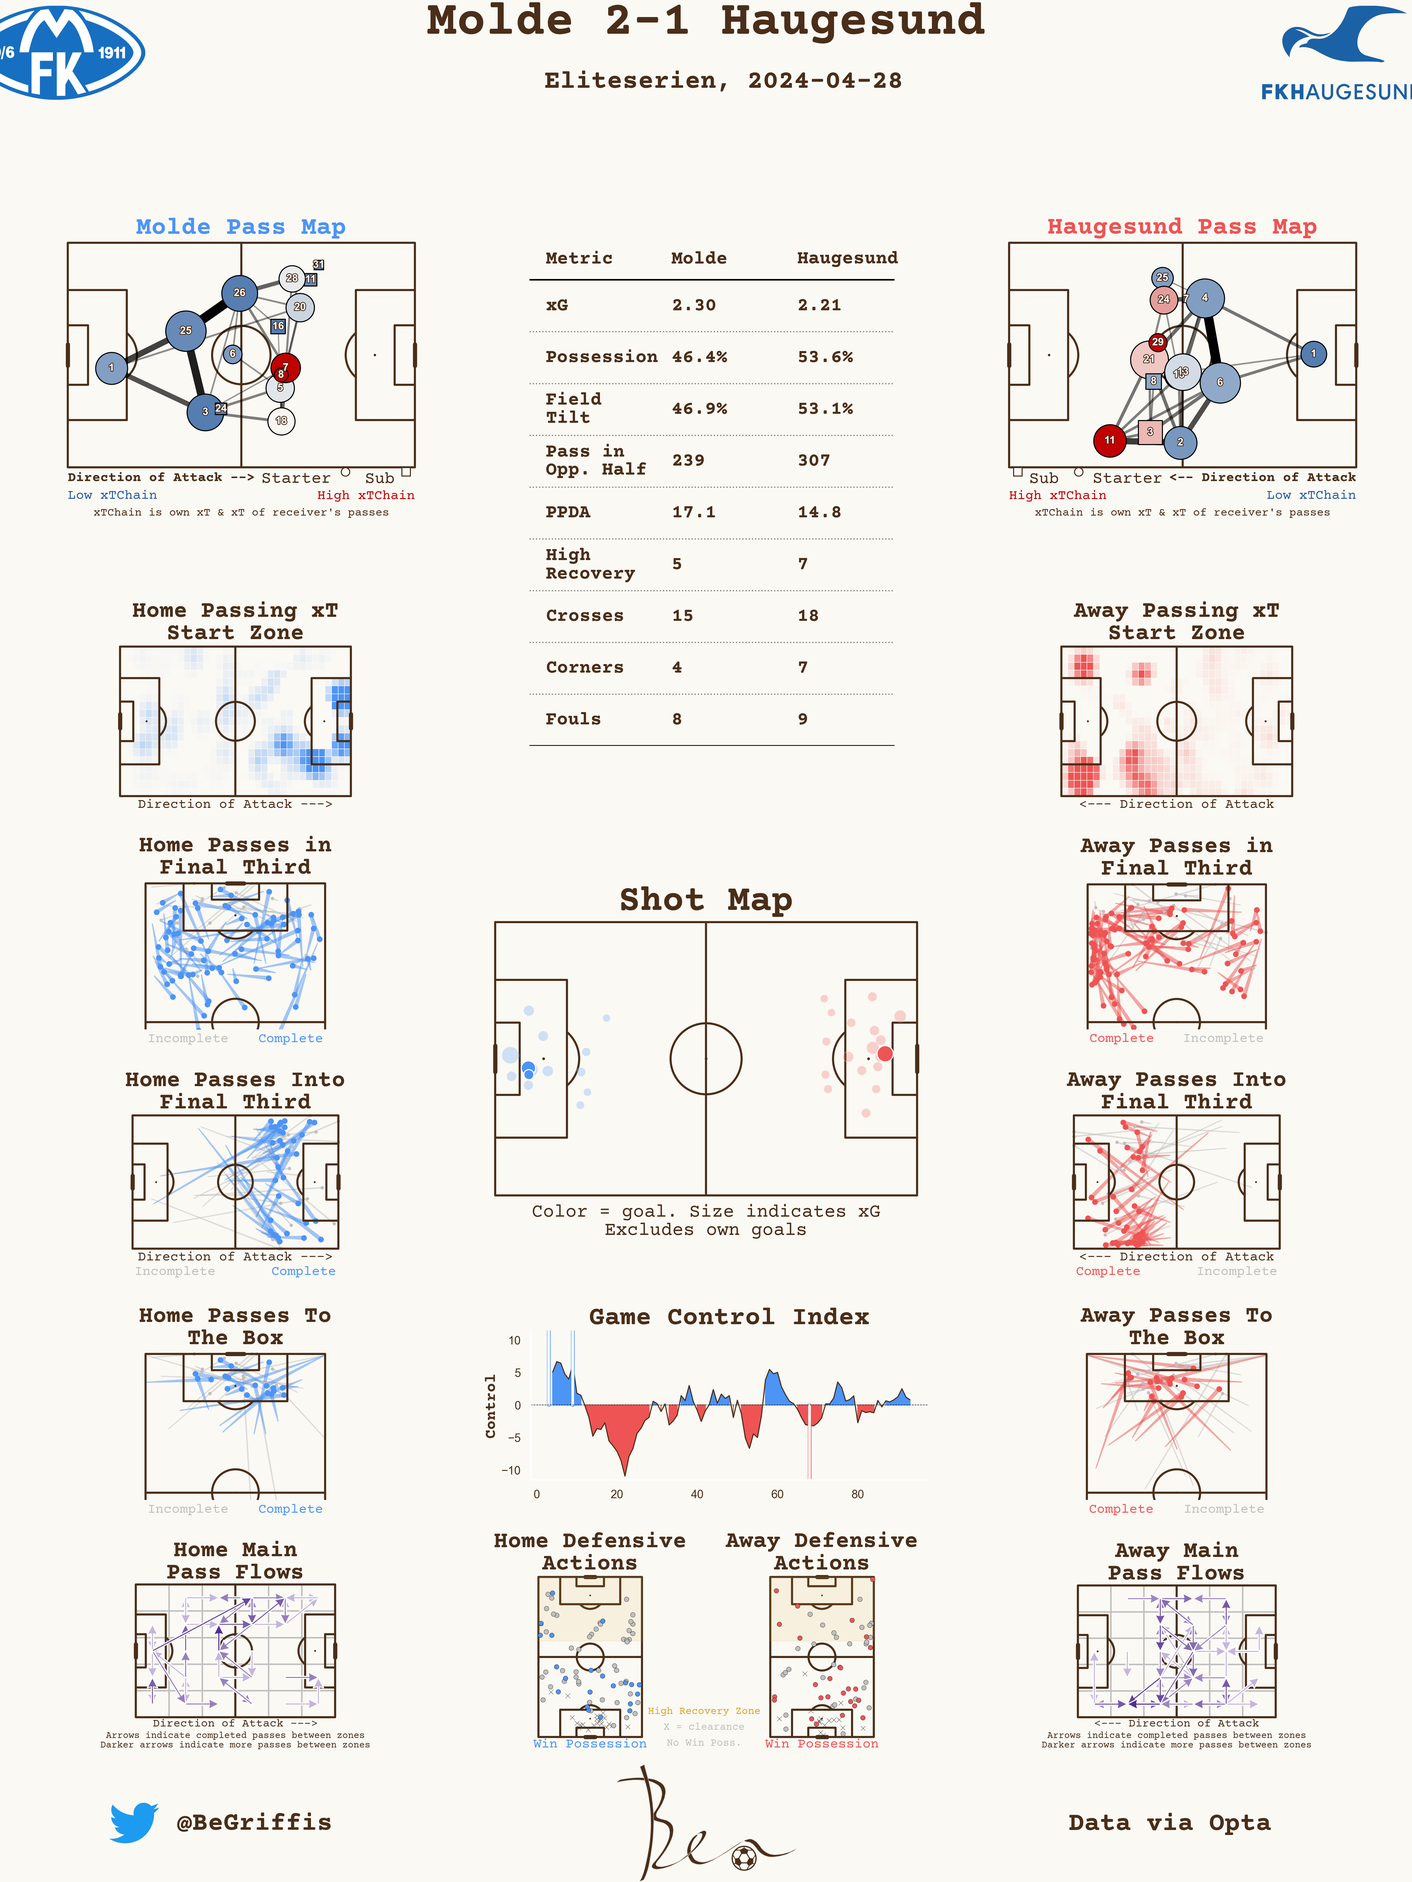 Molde 2-1 Haugesund
Eliteserien, 2024-04-28
1911
FK
FKHAUGESUN
Molde Pass Map
31
28
11
26
20
16
25
6
1
7
8
5
3
24
18
Direction of Attack --> Starter Sub
Low xTChain High xTChain
xTChain is own xT & xT of receiver's passes
Metric Molde Haugesund
xG 2.30 2.21
Possession 46.4% 53.6%
Field
Tilt 46.9% 53.1%
Pass in
Opp. Half 239 307
PPDA 17.1 14.8
High
Recovery 5 7
Crosses 15 18
Corners 4 7
Fouls 8 9
Haugesund Pass Map
25
24
7
4
29
21
1
8
13
6
11
3
2
Sub Starter <-- Direction of Attack
High xTChain Low xTChain
xTChain is own xT & xT of receiver's passes
Home Passing xT
Start Zone
Direction of Attack --->
Away Passing xT
Start Zone
<--- Direction of Attack
Home Passes in
Final Third
Incomplete Complete
Shot Map
Color = goal. Size indicates xG
Excludes own goals
Away Passes in
Final Third
Complete Incomplete
Home Passes Into
Final Third
Direction of Attack --->
Incomplete Complete
Away Passes Into
Final Third
<--- Direction of Attack
Complete Incomplete
Home Passes To
The Box
Incomplete Complete
Game Control Index
Control
10
5
0
−5
−10
0 20 40 60 80
Away Passes To
The Box
Complete Incomplete
Home Main
Pass Flows
Direction of Attack --->
Arrows indicate completed passes between zones
Darker arrows indicate more passes between zones
Home Defensive
Actions
Win Possession
High Recovery Zone
X = clearance
No Win Poss.
Away Defensive
Actions
Win Possession
Away Main
Pass Flows
<--- Direction of Attack
Arrows indicate completed passes between zones
Darker arrows indicate more passes between zones
@BeGriffis
Ben
Data via Opta